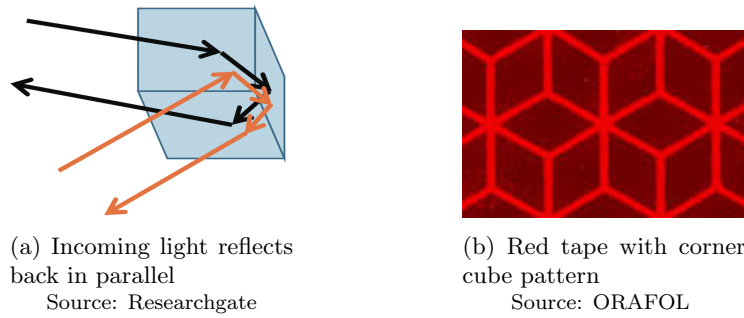 (a) Incoming light reflects
back in parallel
Source: Researchgate
(b) Red tape with corner
cube pattern
Source: ORAFOL